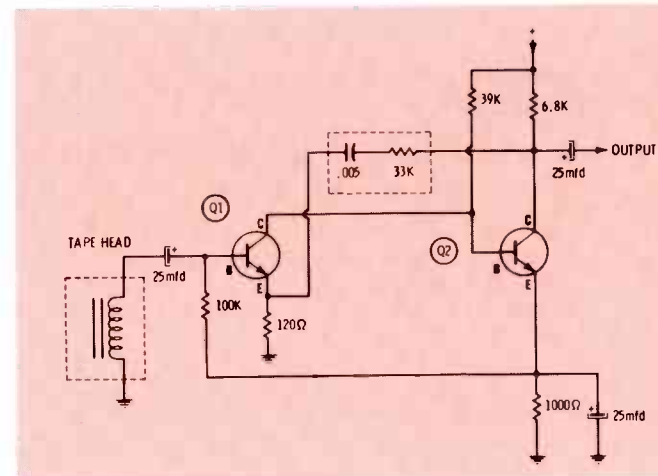 +
39K
6.8K
.005
33K
+
25mfd
OUTPUT
Q1
C
B
E
TAPE HEAD
+
25mfd
100K
120Ω
Q2
C
B
E
1000Ω
+
25mfd